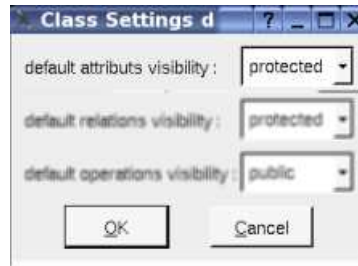 Class Settings d
default attributs visibility : protected
default relations visibility : protected
default operations visibility : public
OK Cancel